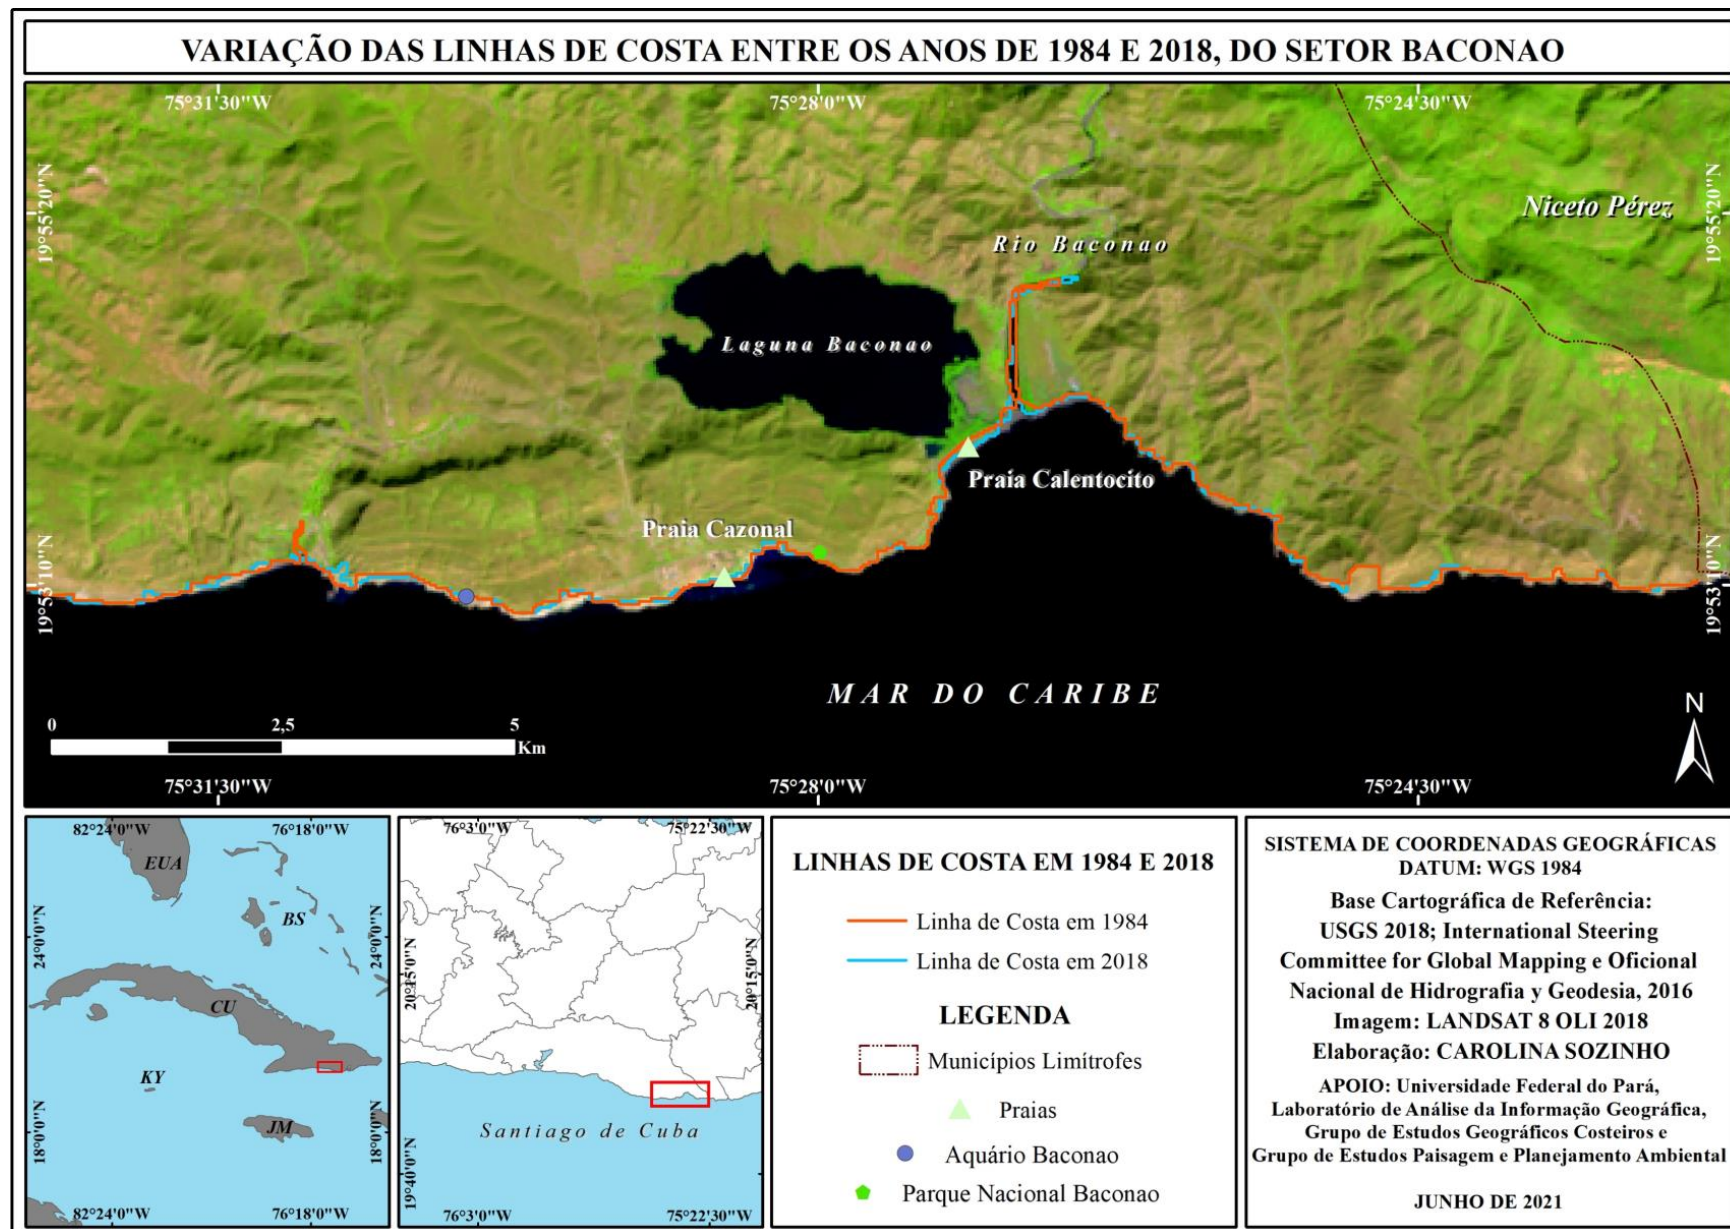 VARIAÇÃO DAS LINHAS DE COSTA ENTRE OS ANOS DE 1984 E 2018, DO SETOR BACONAO
75°31'30"W
75°28'0"W
75°24'30"W
19°55'20"N
19°55'20"N
Niceto Pérez
Rio Baconao
Laguna Baconao
Praia Calentocito
Praia Cazonal
19°53'10"N
19°53'10"N
MAR DO CARIBE
N
0
2,5
5
Km
75°31'30"W
75°28'0"W
75°24'30"W
82°24'0"W
76°18'0"W
EUA
BS
24°0'0"N
24°0'0"N
CU
KY
JM
18°0'0"N
18°0'0"N
82°24'0"W
76°18'0"W
76°3'0"W
75°22'30"W
20°15'0"N
20°15'0"N
Santiago de Cuba
19°40'0"N
76°3'0"W
75°22'30"W
LINHAS DE COSTA EM 1984 E 2018
Linha de Costa em 1984
Linha de Costa em 2018
LEGENDA
Municípios Limítrofes
Praias
Aquário Baconao
Parque Nacional Baconao
SISTEMA DE COORDENADAS GEOGRÁFICAS
DATUM: WGS 1984
Base Cartográfica de Referência:
USGS 2018; International Steering
Committee for Global Mapping e Oficional
Nacional de Hidrografia y Geodesia, 2016
Imagem: LANDSAT 8 OLI 2018
Elaboração: CAROLINA SOZINHO
APOIO: Universidade Federal do Pará,
Laboratório de Análise da Informação Geográfica,
Grupo de Estudos Geográficos Costeiros e
Grupo de Estudos Paisagem e Planejamento Ambiental
JUNHO DE 2021